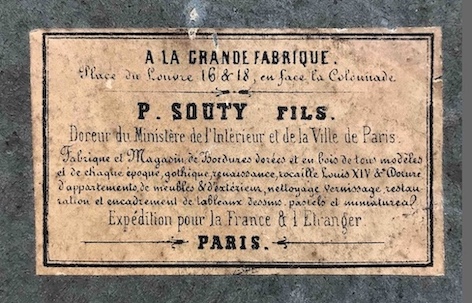 A LA GRANDE FABRIQUE.
Place du Louvre 16 & 18, en face la Colonnade
P. SOUTY FILS.
Doreur du Ministère de l'Intérieur et de la Ville de Paris.
Fabrique et Magasin de Bordures dorées et en bois de tous modèles
et de chaque époque, gothique, renaissance, rocaille Louis XIV & Dorure
d'appartements, de meubles & d'extérieur, nettoyage, vernissage, restau
ration et encadrement de tableaux dessins, pastels et miniatures
Expédition pour la France & l'Etranger
PARIS.